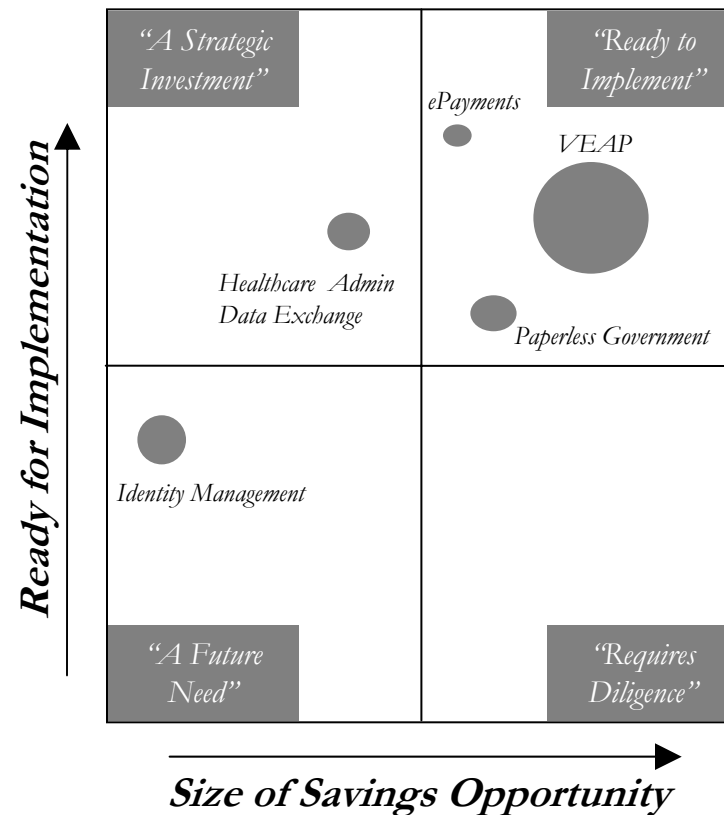 “A Strategic
Investment”
“Ready to
Implement”
ePayments
VEAP
Healthcare Admin
Data Exchange
Paperless Government
Identity Management
“A Future
Need”
“Requires
Diligence”
Ready for Implementation
Size of Savings Opportunity